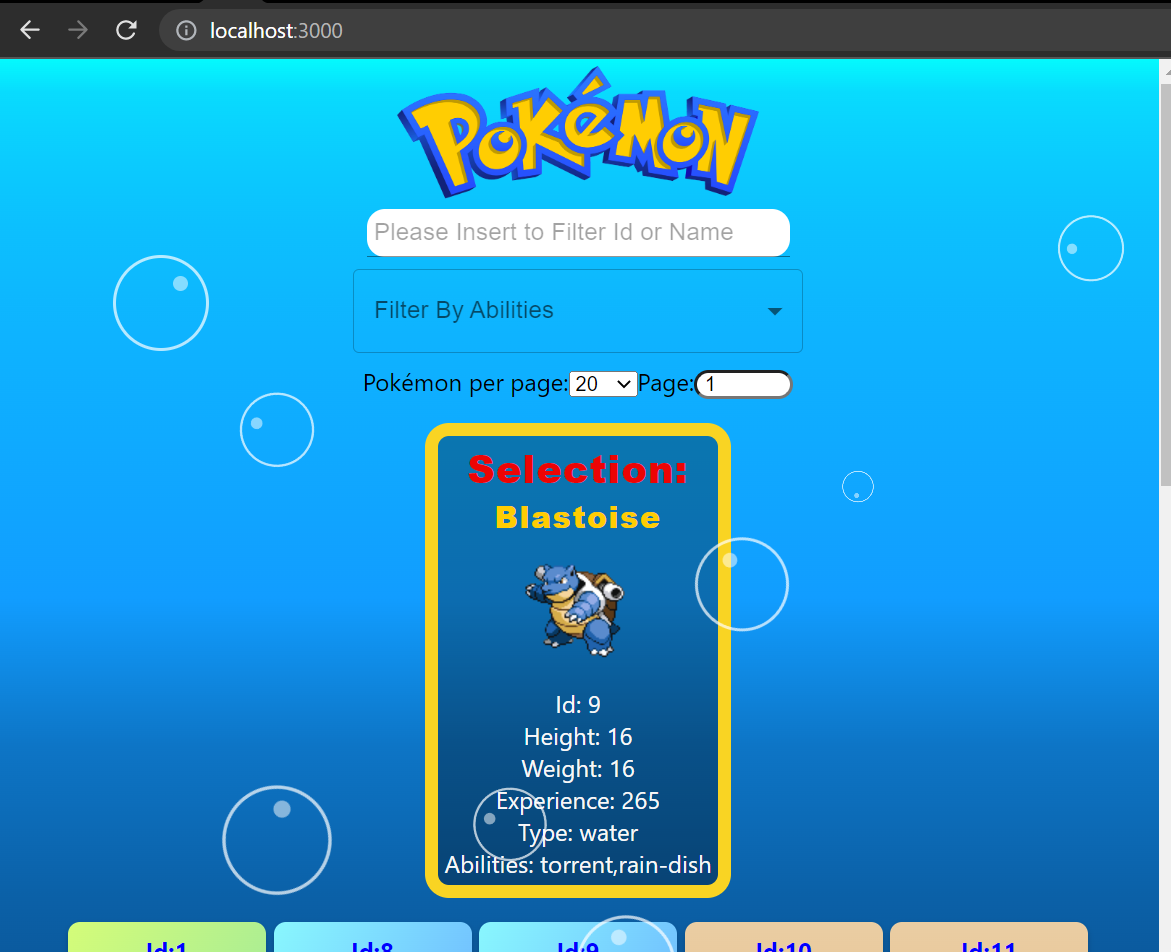 localhost:3000
POKéMON
Please Insert to Filter Id or Name
Filter By Abilities
Pokémon per page: 20 Page: 1
Selection:
Blastoise
Id: 9
Height: 16
Weight: 16
Experience: 265
Type: water
Abilities: torrent,rain-dish
Id:1 Id:8 Id:9 Id:10 Id:11